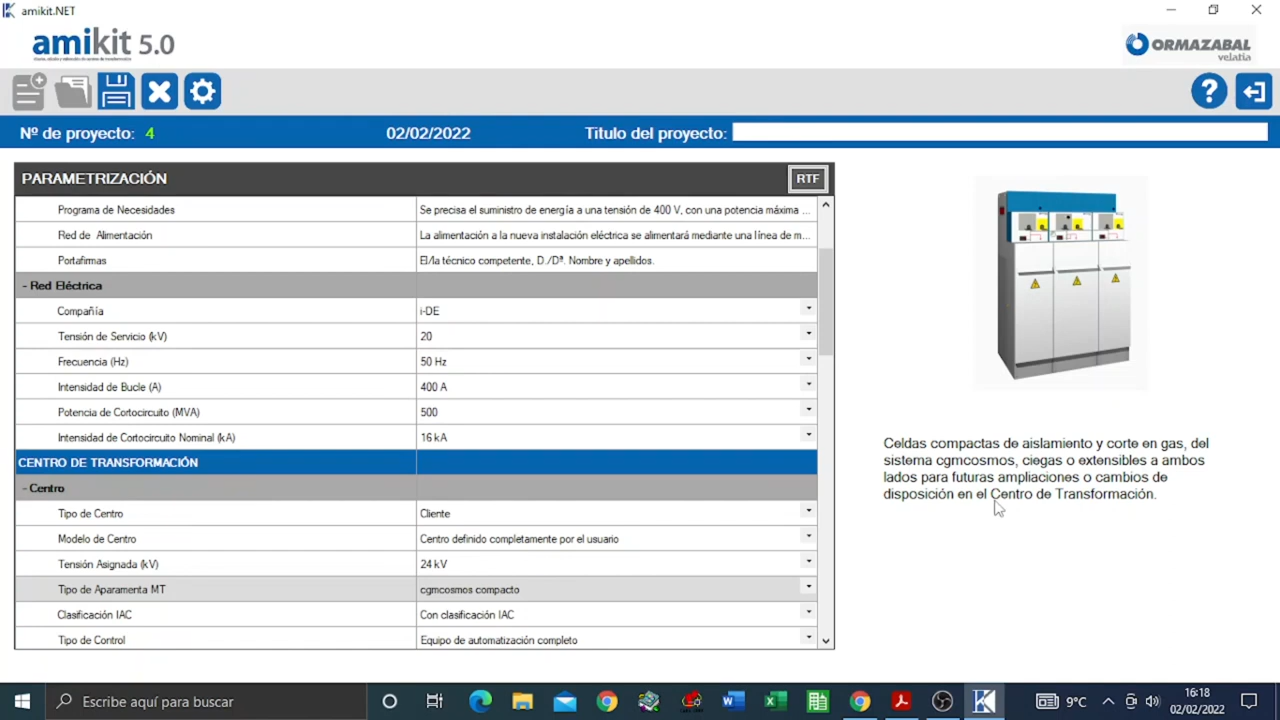 amikit.NET
amikit 5.0
ORMAZABAL
velatia
Nº de proyecto: 4
02/02/2022
Titulo del proyecto:
PARAMETRIZACIÓN
RTF
Programa de Necesidades
Se precisa el suministro de energía a una tensión de 400 V, con una potencia máxima ...
Red de Alimentación
La alimentación a la nueva instalación eléctrica se alimentará mediante una línea de m...
Portafirmas
El/la técnico competente, D./Dª. Nombre y apellidos.
- Red Eléctrica
Compañía
i-DE
Tensión de Servicio (kV)
20
Frecuencia (Hz)
50 Hz
Intensidad de Bucle (A)
400 A
Potencia de Cortocircuito (MVA)
500
Intensidad de Cortocircuito Nominal (kA)
16 kA
CENTRO DE TRANSFORMACIÓN
- Centro
Tipo de Centro
Cliente
Modelo de Centro
Centro definido completamente por el usuario
Tensión Asignada (kV)
24 kV
Tipo de Aparamenta MT
cgmcosmos compacto
Clasificación IAC
Con clasificación IAC
Tipo de Control
Equipo de automatización completo
Celdas compactas de aislamiento y corte en gas, del
sistema cgmcosmos, ciegas o extensibles a ambos
lados para futuras ampliaciones o cambios de
disposición en el Centro de Transformación.
Escribe aquí para buscar
9°C
16:18
02/02/2022